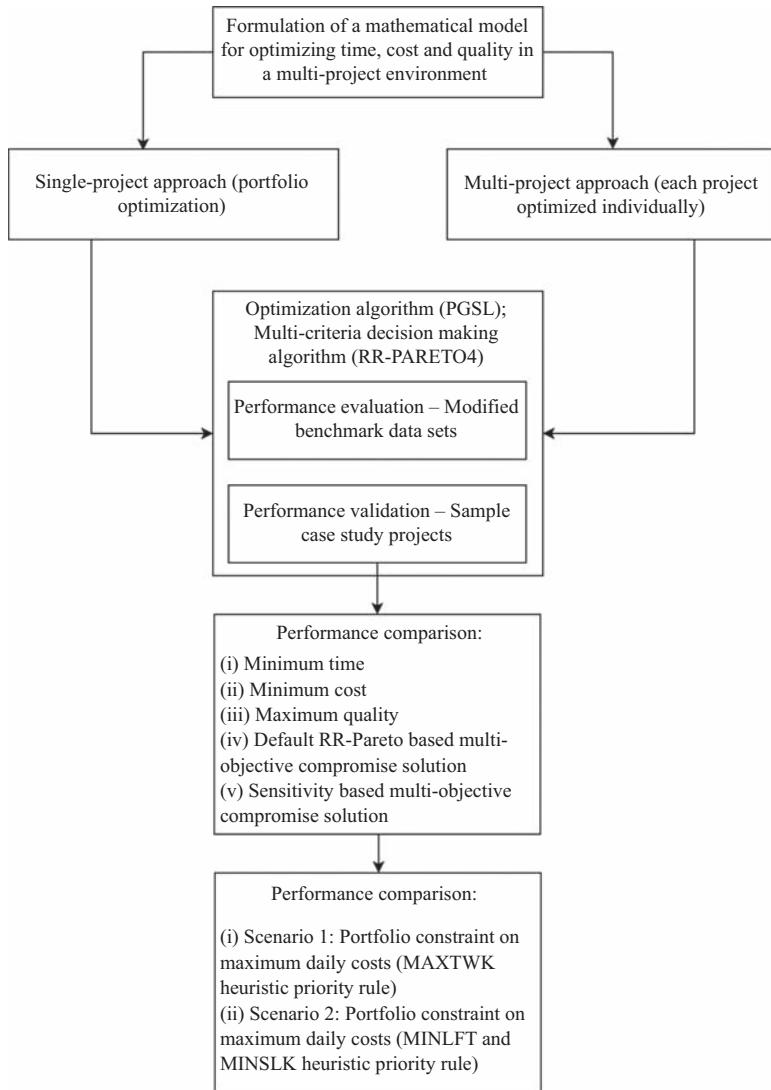 Formulation of a mathematical model
for optimizing time, cost and quality in
a multi-project environment
Single-project approach (portfolio
optimization)
Multi-project approach (each project
optimized individually)
Optimization algorithm (PGSL);
Multi-criteria decision making
algorithm (RR-PARETO4)
Performance evaluation – Modified
benchmark data sets
Performance validation – Sample
case study projects
Performance comparison:
(i) Minimum time
(ii) Minimum cost
(iii) Maximum quality
(iv) Default RR-Pareto based multi-
objective compromise solution
(v) Sensitivity based multi-objective
compromise solution
Performance comparison:
(i) Scenario 1: Portfolio constraint on
maximum daily costs (MAXTWK
heuristic priority rule)
(ii) Scenario 2: Portfolio constraint on
maximum daily costs (MINLFT and
MINSLK heuristic priority rule)